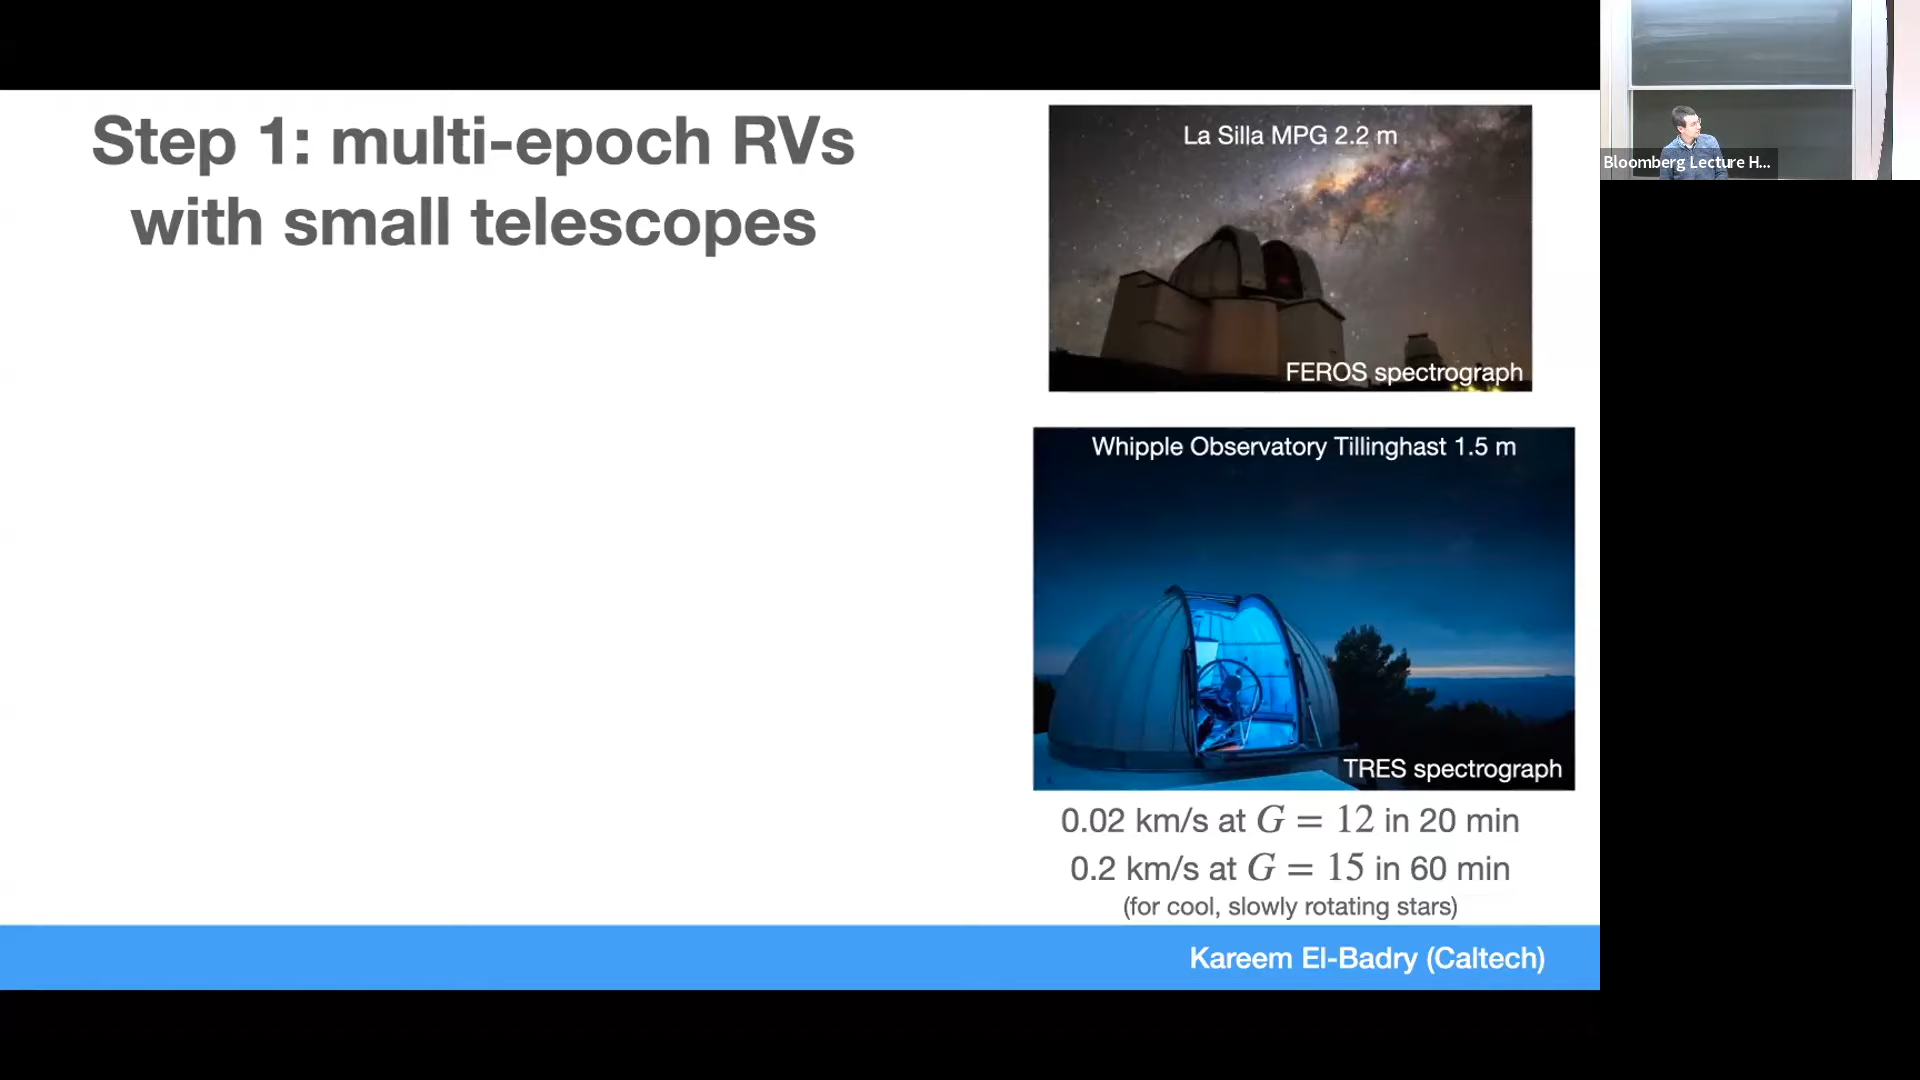 Step 1: multi-epoch RVs
with small telescopes
La Silla MPG 2.2 m
FEROS spectrograph
Whipple Observatory Tillinghast 1.5 m
TRES spectrograph
0.02 km/s at G = 12 in 20 min
0.2 km/s at G = 15 in 60 min
(for cool, slowly rotating stars)
Kareem El-Badry (Caltech)
Bloomberg Lecture H...